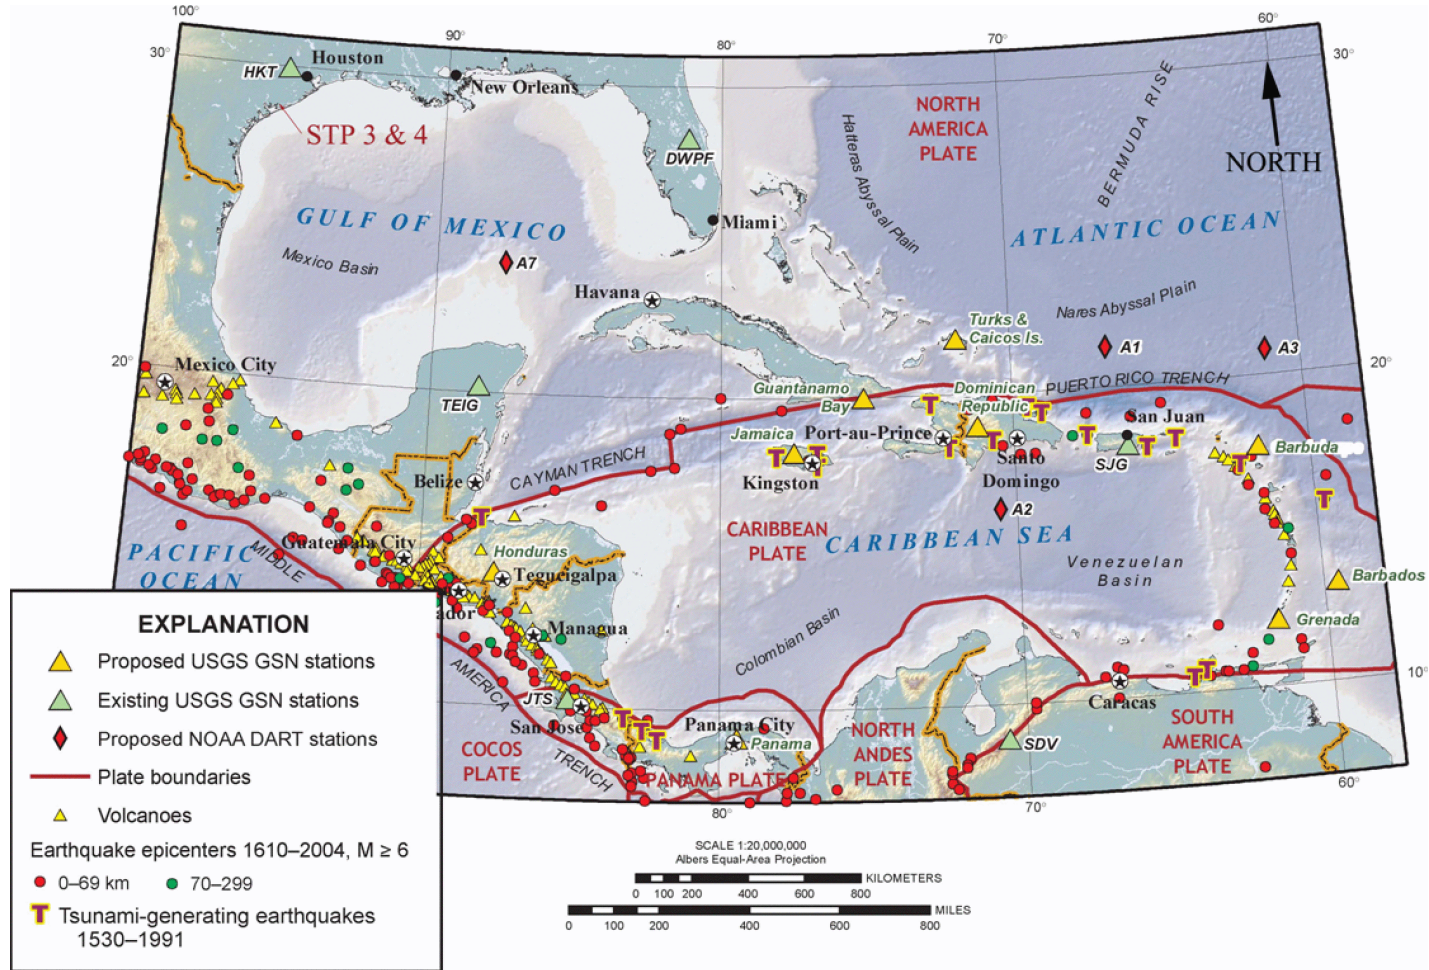 100°
90°
80°
70°
60°
30°
30°
HKT
Houston
New Orleans
STP 3 & 4
DWPF
Miami
GULF OF MEXICO
Mexico Basin
A7
Havana
Hatteras Abyssal Plain
NORTH
AMERICA
PLATE
BERMUDA RISE
NORTH
ATLANTIC OCEAN
Nares Abyssal Plain
Turks &
Caicos Is.
A1
A3
20°
20°
Mexico City
TEIG
Guantanamo
Bay
Dominican
Republic
PUERTO RICO TRENCH
Jamaica
Port-au-Prince
San Juan
SJG
Barbuda
Kingston
Santo
Domingo
Belize
CAYMAN TRENCH
A2
CARIBBEAN
PLATE
CARIBBEAN SEA
Venezuelan
Basin
Guatemala City
Honduras
Tegucigalpa
PACIFIC
OCEAN
MIDDLE
Barbados
Grenada
ador
Managua
Colombian Basin
10°
AMERICA
JTS
San Jose
Panama City
Panama
Caracas
COCOS
PLATE
TRENCH
PANAMA PLATE
NORTH
ANDES
PLATE
SDV
SOUTH
AMERICA
PLATE
80°
70°
60°
EXPLANATION
Proposed USGS GSN stations
Existing USGS GSN stations
Proposed NOAA DART stations
Plate boundaries
Volcanoes
Earthquake epicenters 1610–2004, M ≥ 6
0–69 km 70–299
T Tsunami-generating earthquakes
1530–1991
SCALE 1:20,000,000
Albers Equal-Area Projection
KILOMETERS
0 100 200 400 600 800
MILES
0 100 200 400 600 800